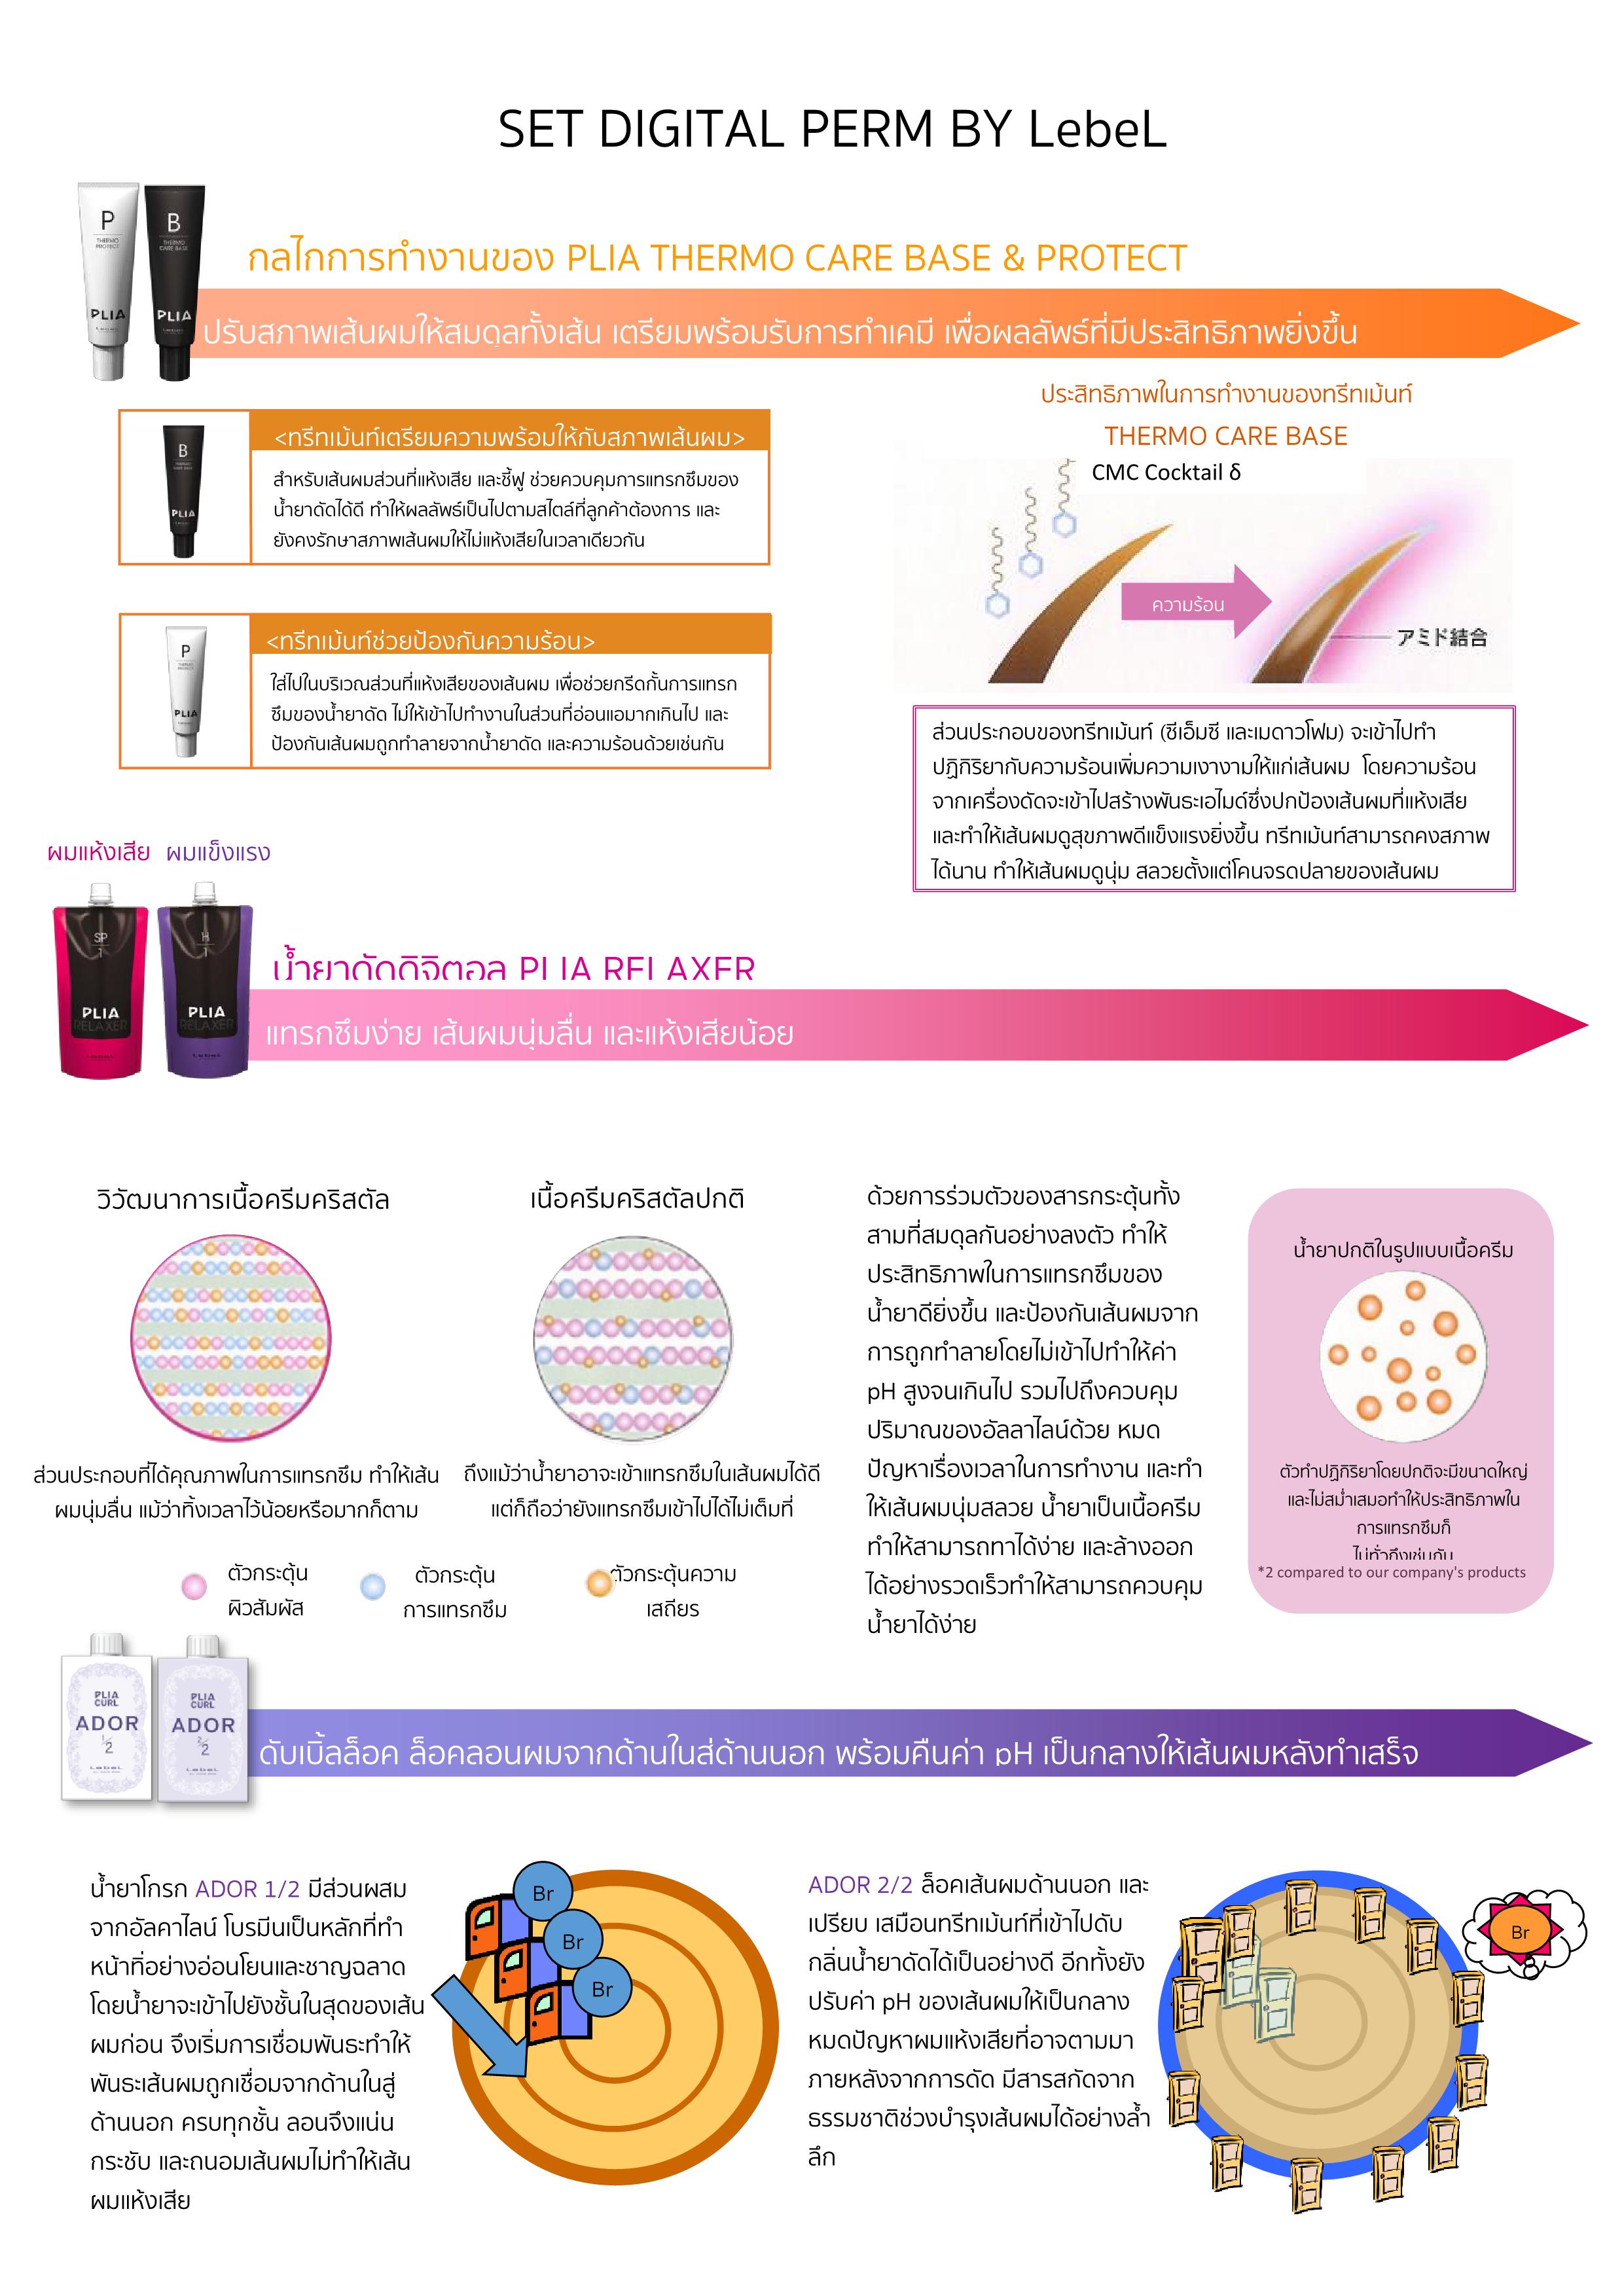 SET DIGITAL PERM BY LebeL
P
THERMO
PROTECT
PLIA
LebeL
B
THERMO
CARE BASE
PLIA
LebeL
กลไกการทำงานของ PLIA THERMO CARE BASE & PROTECT
ปรับสภาพเส้นผมให้สมดุลทั้งเส้น เตรียมพร้อมรับการทำเคมี เพื่อผลลัพธ์ที่มีประสิทธิภาพยิ่งขึ้น
B
PLIA
<ทรีทเม้นท์เตรียมความพร้อมให้กับสภาพเส้นผม>
สำหรับเส้นผมส่วนที่แห้งเสีย และชี้ฟู ช่วยควบคุมการแทรกซึมของ
น้ำยาดัดได้ดี ทำให้ผลลัพธ์เป็นไปตามสไตล์ที่ลูกค้าต้องการ และ
ยังคงรักษาสภาพเส้นผมให้ไม่แห้งเสียในเวลาเดียวกัน
P
PLIA
<ทรีทเม้นท์ช่วยป้องกันความร้อน>
ใส่ไปในบริเวณส่วนที่แห้งเสียของเส้นผม เพื่อช่วยกรีดกั้นการแทรก
ซึมของน้ำยาดัด ไม่ให้เข้าไปทำงานในส่วนที่อ่อนแอมากเกินไป และ
ป้องกันเส้นผมถูกทำลายจากน้ำยาดัด และความร้อนด้วยเช่นกัน
ประสิทธิภาพในการทำงานของทรีทเม้นท์
THERMO CARE BASE
CMC Cocktail δ
ความร้อน
アミド結合
ส่วนประกอบของทรีทเม้นท์ (ซีเอ็มซี และเมดาวโฟม) จะเข้าไปทำ
ปฏิกิริยากับความร้อนเพิ่มความเงางามให้แก่เส้นผม โดยความร้อน
จากเครื่องดัดจะเข้าไปสร้างพันธะเอไมด์ซึ่งปกป้องเส้นผมที่แห้งเสีย
และทำให้เส้นผมดูสุขภาพดีแข็งแรงยิ่งขึ้น ทรีทเม้นท์สามารถคงสภาพ
ได้นาน ทำให้เส้นผมดูนุ่ม สลวยตั้งแต่โคนจรดปลายของเส้นผม
ผมแห้งเสีย ผมแข็งแรง
SP
1
PLIA
RELAXER
H
1
PLIA
RELAXER
LebeL
น้ำยาดัดดิจิตอล PLIA RELAXER
แทรกซึมง่าย เส้นผมนุ่มลื่น และแห้งเสียน้อย
วิวัฒนาการเนื้อครีมคริสตัล
ส่วนประกอบที่ได้คุณภาพในการแทรกซึม ทำให้เส้น
ผมนุ่มลื่น แม้ว่าทิ้งเวลาไว้น้อยหรือมากก็ตาม
เนื้อครีมคริสตัลปกติ
ถึงแม้ว่าน้ำยาอาจจะเข้าแทรกซึมในเส้นผมได้ดี
แต่ก็ถือว่ายังแทรกซึมเข้าไปได้ไม่เต็มที่
ตัวกระตุ้น
ผิวสัมผัส
ตัวกระตุ้น
การแทรกซึม
ตัวกระตุ้นความ
เสถียร
ด้วยการร่วมตัวของสารกระตุ้นทั้ง
สามที่สมดุลกันอย่างลงตัว ทำให้
ประสิทธิภาพในการแทรกซึมของ
น้ำยาดียิ่งขึ้น และป้องกันเส้นผมจาก
การถูกทำลายโดยไม่เข้าไปทำให้ค่า
pH สูงจนเกินไป รวมไปถึงควบคุม
ปริมาณของอัลลาไลน์ด้วย หมด
ปัญหาเรื่องเวลาในการทำงาน และทำ
ให้เส้นผมนุ่มสลวย น้ำยาเป็นเนื้อครีม
ทำให้สามารถทาได้ง่าย และล้างออก
ได้อย่างรวดเร็วทำให้สามารถควบคุม
น้ำยาได้ง่าย
น้ำยาปกติในรูปแบบเนื้อครีม
ตัวทำปฏิกิริยาโดยปกติจะมีขนาดใหญ่
และไม่สม่ำเสมอทำให้ประสิทธิภาพใน
การแทรกซึมก็
ไม่ทั่วถึงเช่นกัน
*2 compared to our company's products
PLIA
CURL
ADOR
1/2
LebeL
PLIA
CURL
ADOR
2/2
LebeL
ดับเบิ้ลล็อค ล็อคลอนผมจากด้านในสู่ด้านนอก พร้อมคืนค่า pH เป็นกลางให้เส้นผมหลังทำเสร็จ
น้ำยาโกรก ADOR 1/2 มีส่วนผสม
จากอัลคาไลน์ โบรมีนเป็นหลักที่ทำ
หน้าที่อย่างอ่อนโยนและชาญฉลาด
โดยน้ำยาจะเข้าไปยังชั้นในสุดของเส้น
ผมก่อน จึงเริ่มการเชื่อมพันธะทำให้
พันธะเส้นผมถูกเชื่อมจากด้านในสู่
ด้านนอก ครบทุกชั้น ลอนจึงแน่น
กระชับ และถนอมเส้นผมไม่ทำให้เส้น
ผมแห้งเสีย
Br
Br
Br
ADOR 2/2 ล็อคเส้นผมด้านนอก และ
เปรียบ เสมือนทรีทเม้นท์ที่เข้าไปดับ
กลิ่นน้ำยาดัดได้เป็นอย่างดี อีกทั้งยัง
ปรับค่า pH ของเส้นผมให้เป็นกลาง
หมดปัญหาผมแห้งเสียที่อาจตามมา
ภายหลังจากการดัด มีสารสกัดจาก
ธรรมชาติช่วงบำรุงเส้นผมได้อย่างล้ำ
ลึก
Br